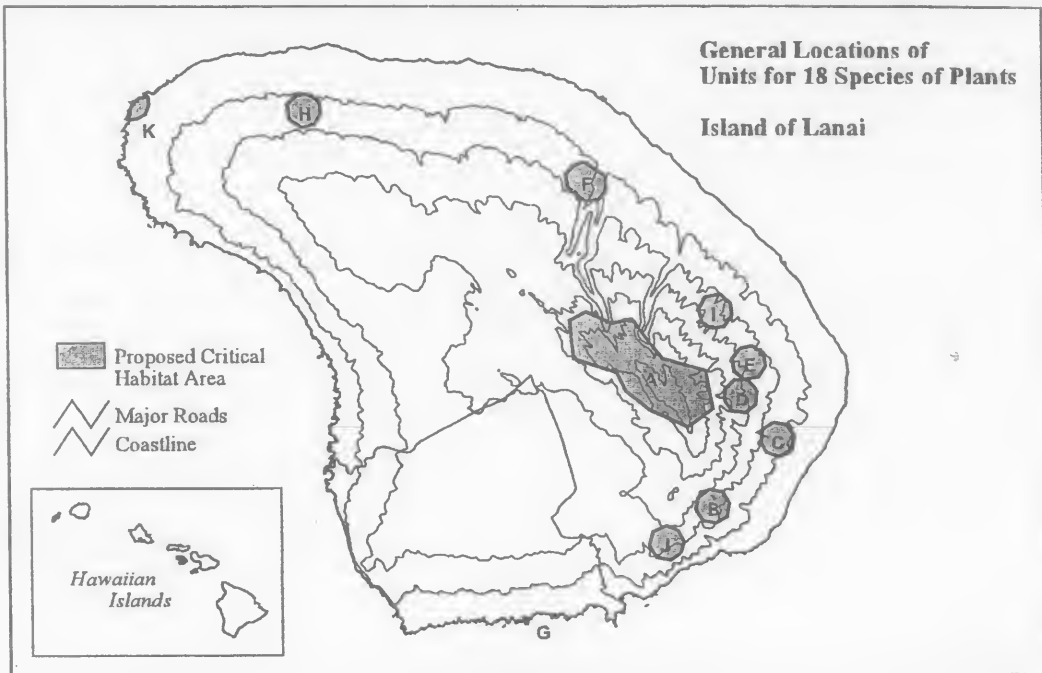 General Locations of
Units for 18 Species of Plants
Island of Lanai
K
H
F
I
E
A
D
C
B
J
G
Proposed Critical
Habitat Area
Major Roads
Coastline
Hawaiian
Islands